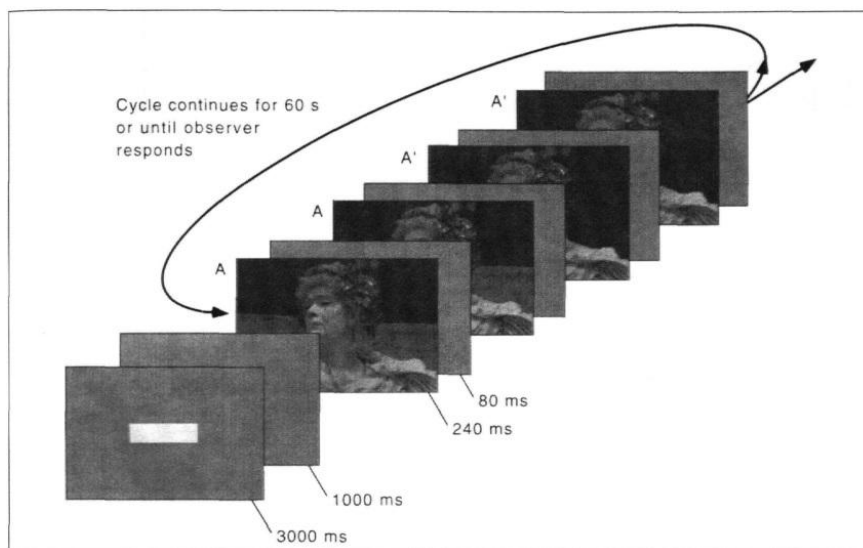 Cycle continues for 60 s
or until observer
responds
A'
A'
A
A
80 ms
240 ms
1000 ms
3000 ms